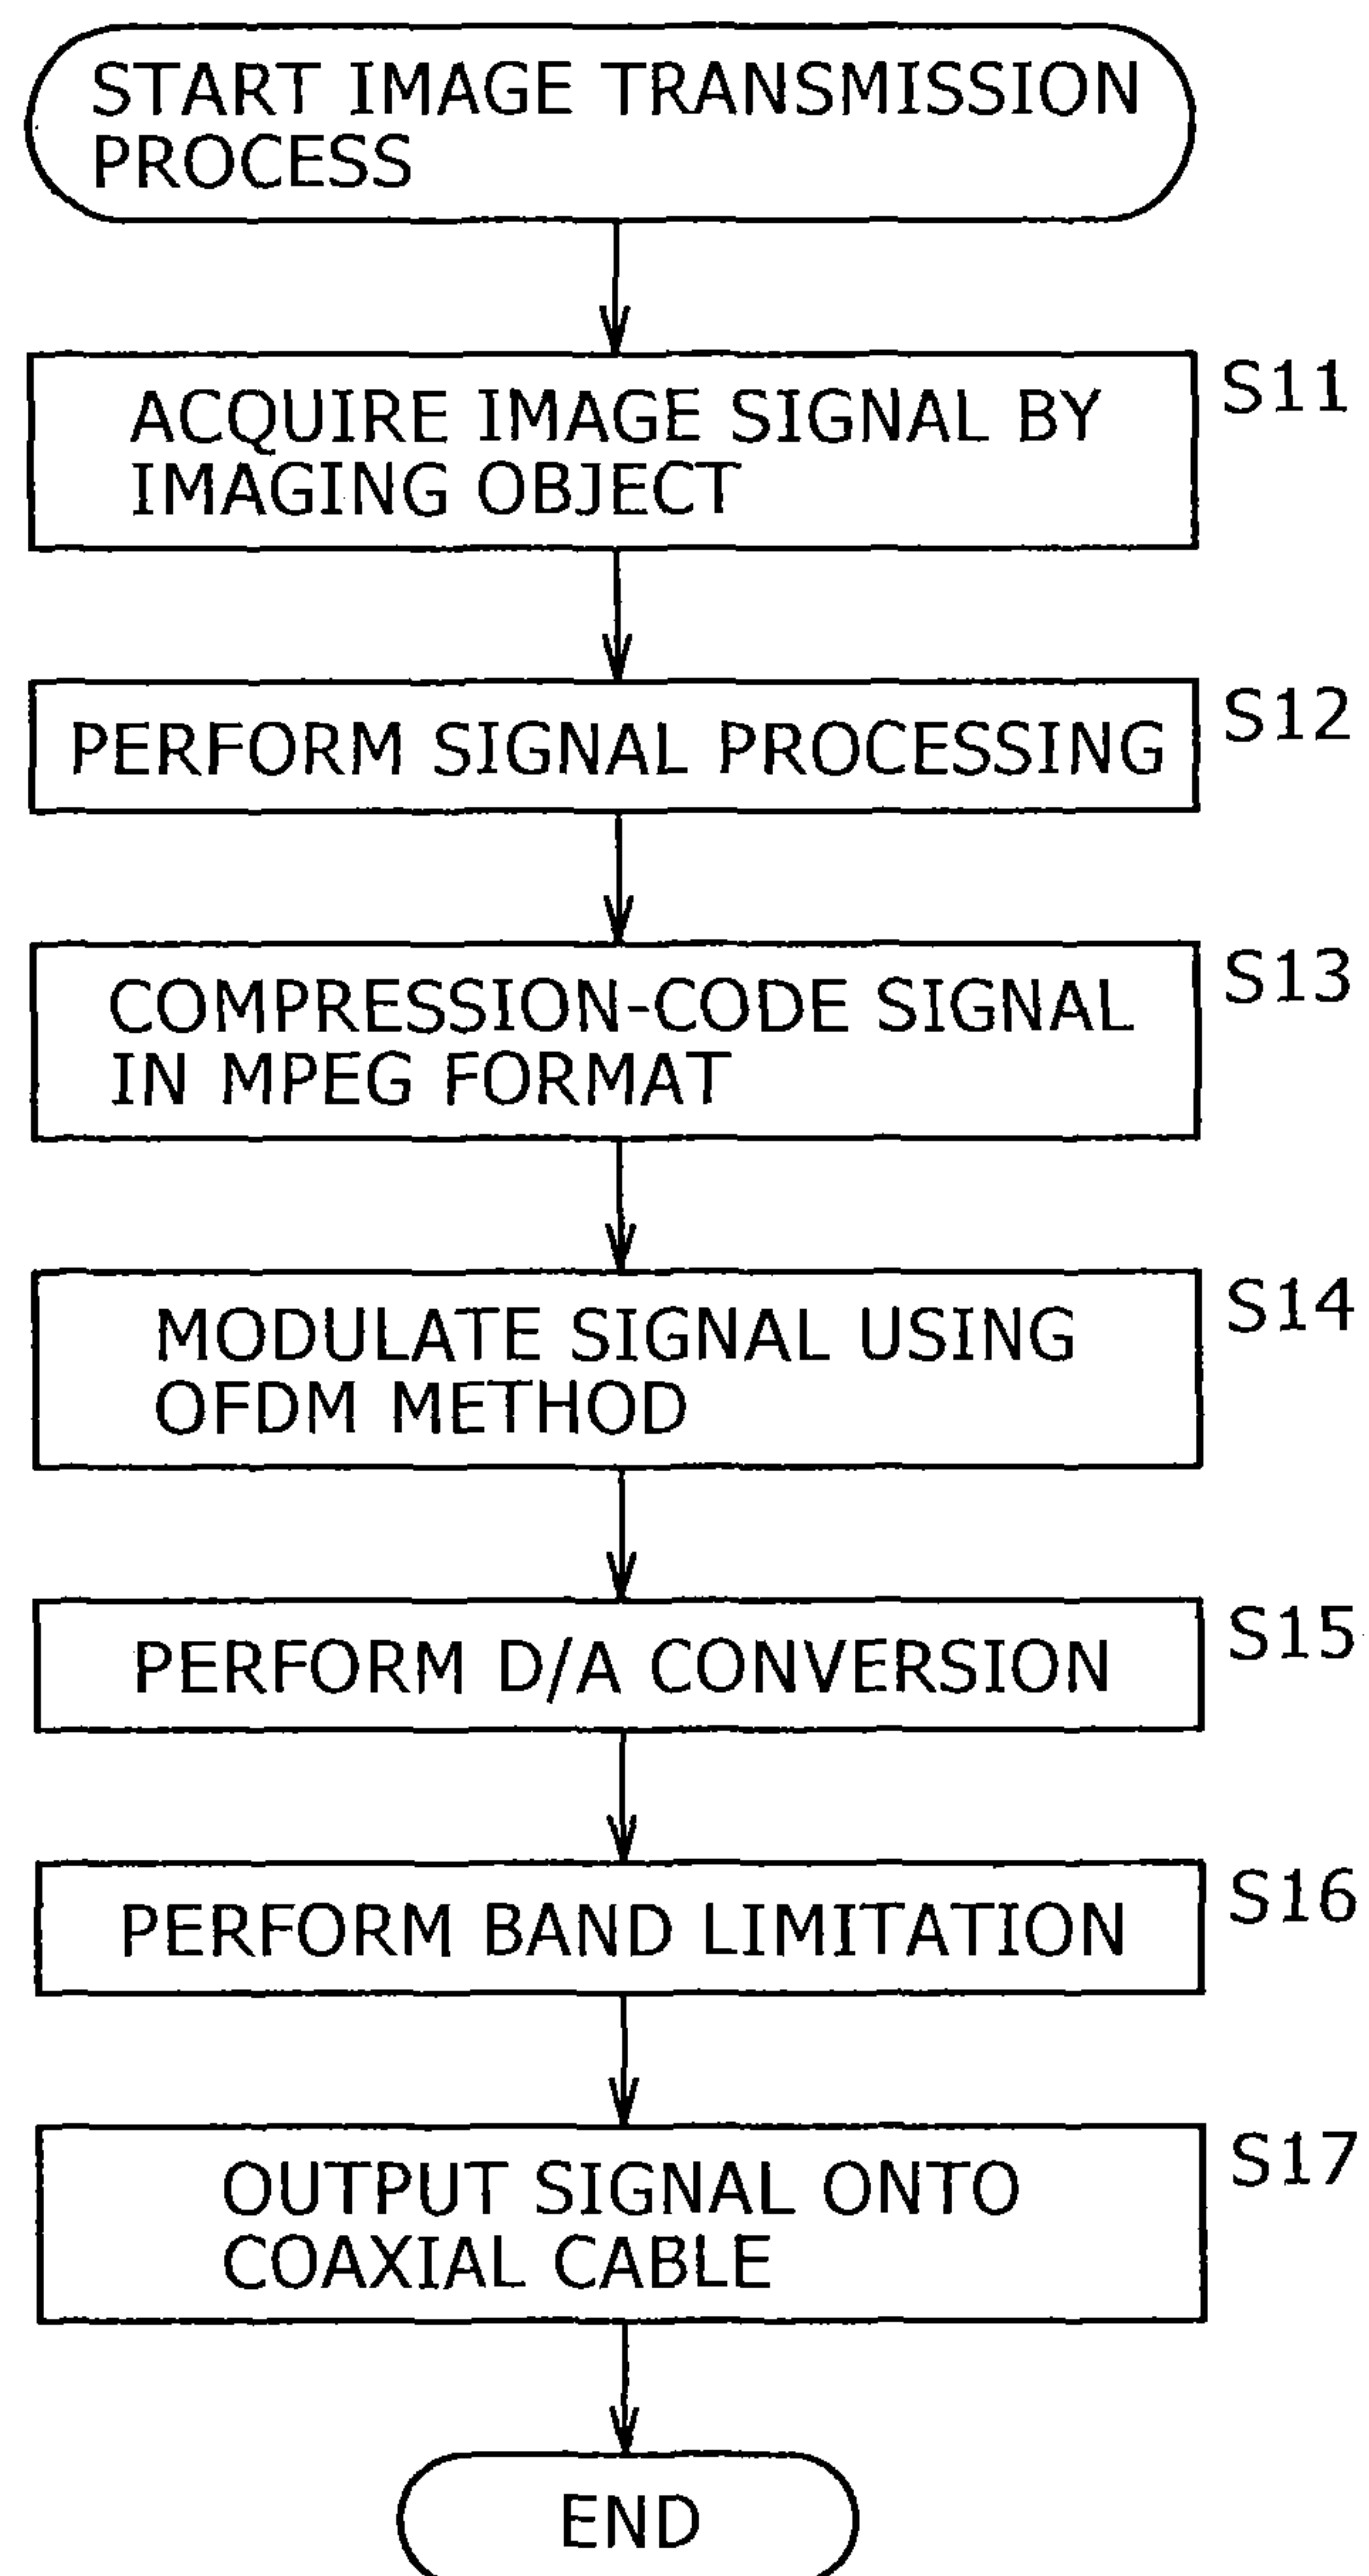 START IMAGE TRANSMISSION
PROCESS
ACQUIRE IMAGE SIGNAL BY
IMAGING OBJECT
S11
PERFORM SIGNAL PROCESSING
S12
COMPRESSION-CODE SIGNAL
IN MPEG FORMAT
S13
MODULATE SIGNAL USING
OFDM METHOD
S14
PERFORM D/A CONVERSION
S15
PERFORM BAND LIMITATION
S16
OUTPUT SIGNAL ONTO
COAXIAL CABLE
S17
END